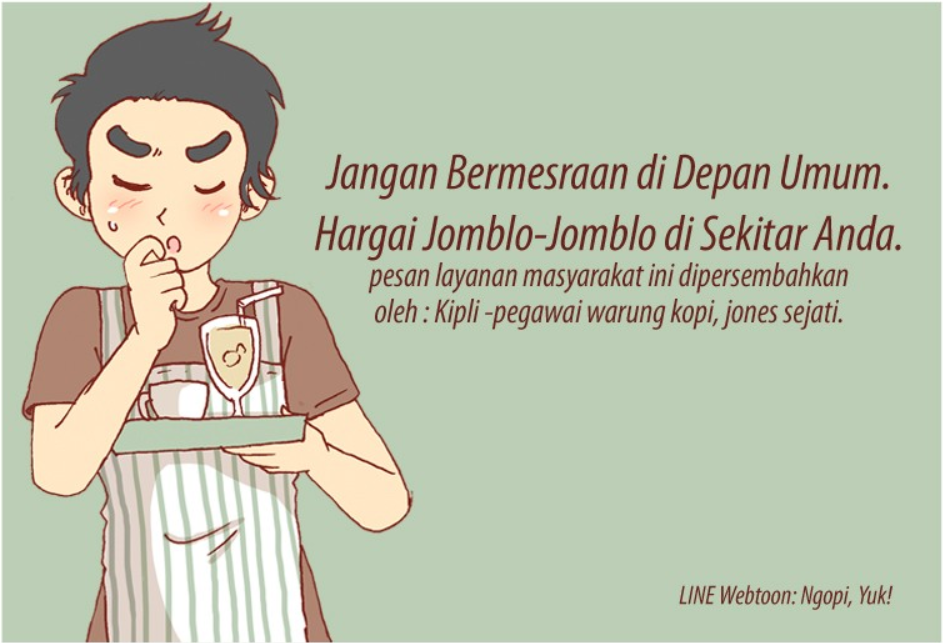 Jangan Bermesraan di Depan Umum.
Hargai Jomblo-Jomblo di Sekitar Anda.
pesan layanan masyarakat ini dipersembahkan
oleh : Kipli -pegawai warung kopi, jones sejati.
LINE Webtoon: Ngopi, Yuk!